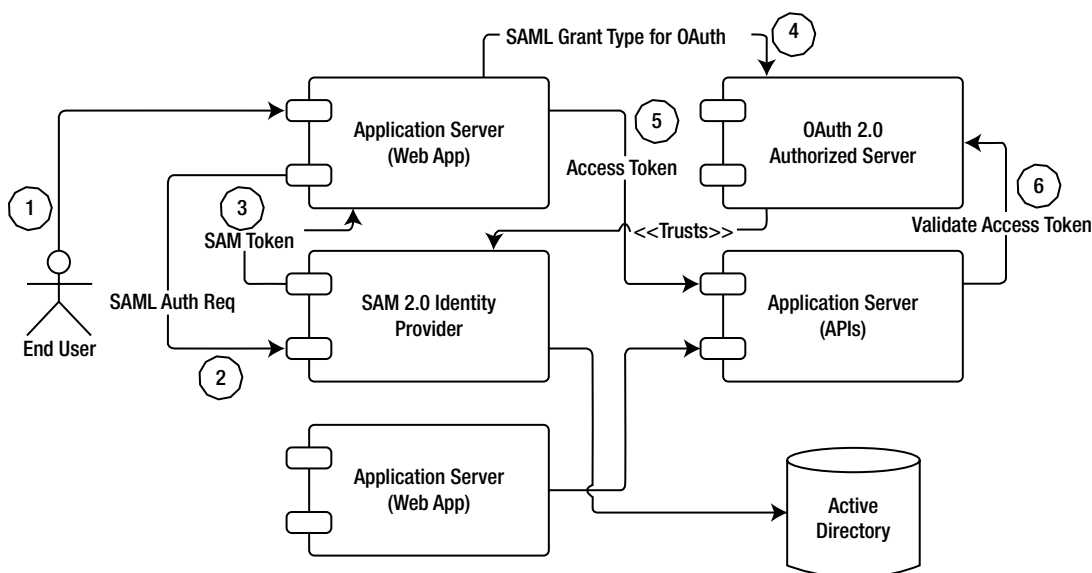 SAML Grant Type for OAuth
4
Application Server
(Web App)
5
OAuth 2.0
Authorized Server
Access Token
6
1
3
SAM Token
<<Trusts>>
Validate Access Token
SAML Auth Req
SAM 2.0 Identity
Provider
Application Server
(APIs)
End User
2
Application Server
(Web App)
Active
Directory